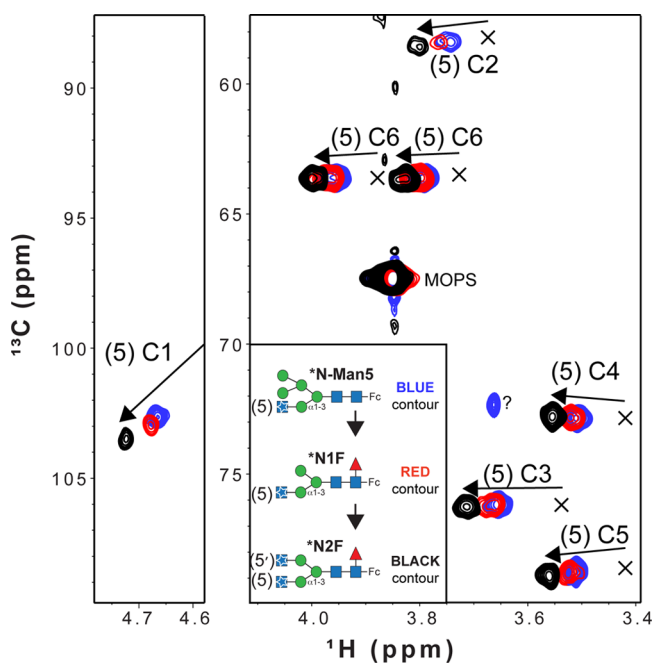 90
95
100
105
¹³C (ppm)
4.7
4.6
(5) C1
60
65
70
75
(5) C2
(5) C6
(5) C6
MOPS
(5) C4
?
(5) C3
(5) C5
*N-Man5
BLUE
contour
(5)
α1-3
Fc
*N1F
RED
contour
(5)
α1-3
Fc
*N2F
BLACK
contour
(5')
(5)
α1-3
Fc
4.0
3.8
3.6
3.4
¹H (ppm)